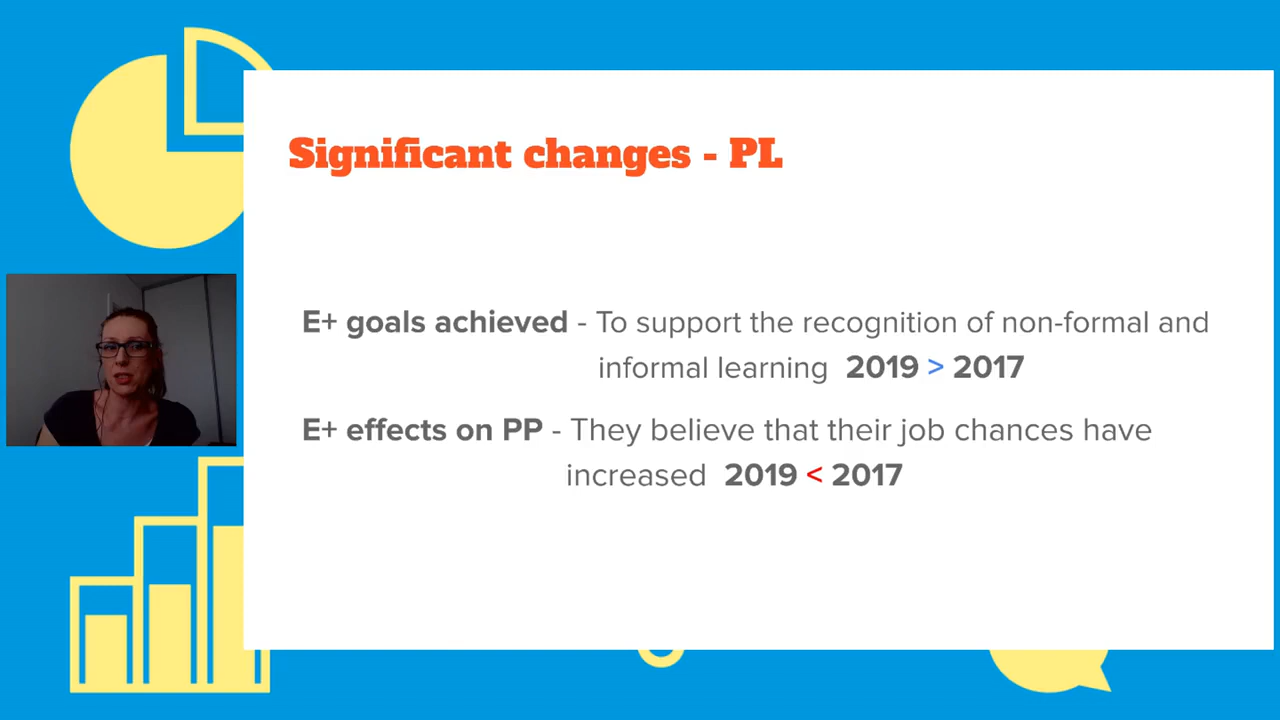 Significant changes - PL
E+ goals achieved - To support the recognition of non-formal and
informal learning 2019 > 2017
E+ effects on PP - They believe that their job chances have
increased 2019 < 2017